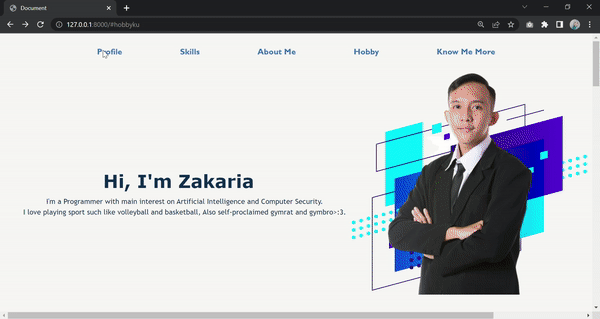 Document
127.0.0.1:8000/#hobbyku
Profile Skills About Me Hobby Know Me More
Hi, I'm Zakaria
I'm a Programmer with main interest on Artificial Intelligence and Computer Security.
I love playing sport such like volleyball and basketball, Also self-proclaimed gymrat and gymbro>:3.